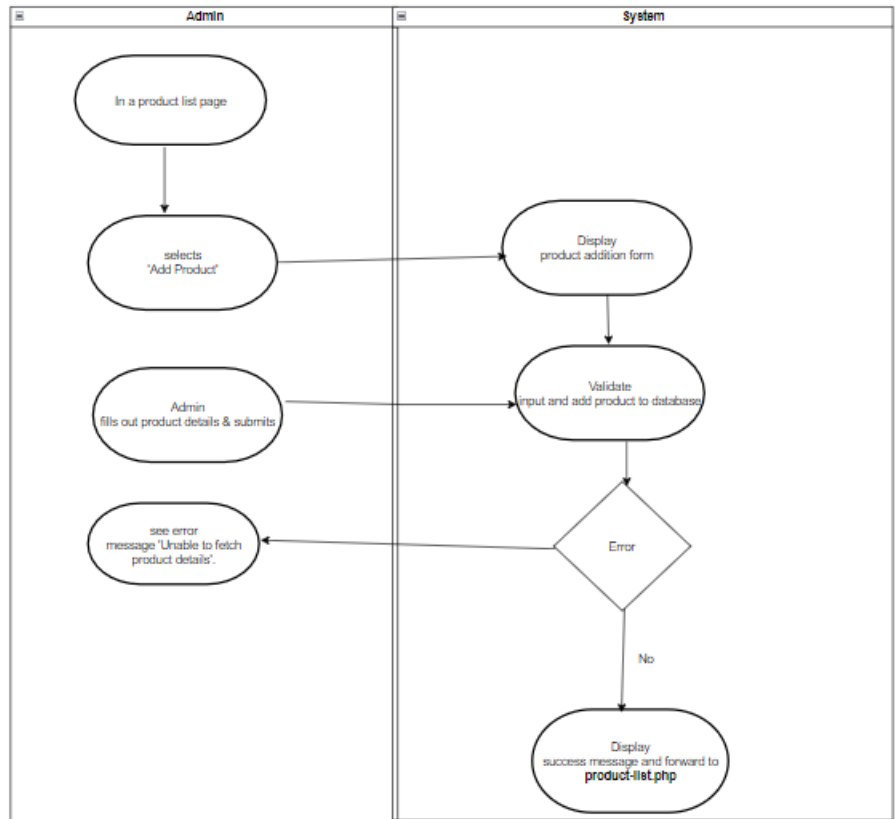 Admin
System
In a product list page
selects
'Add Product'
Display
product addition form
Admin
fills out product details & submits
Validate
input and add product to database
see error
message 'Unable to fetch
product details'.
Error
No
Display
success message and forward to
product-list.php